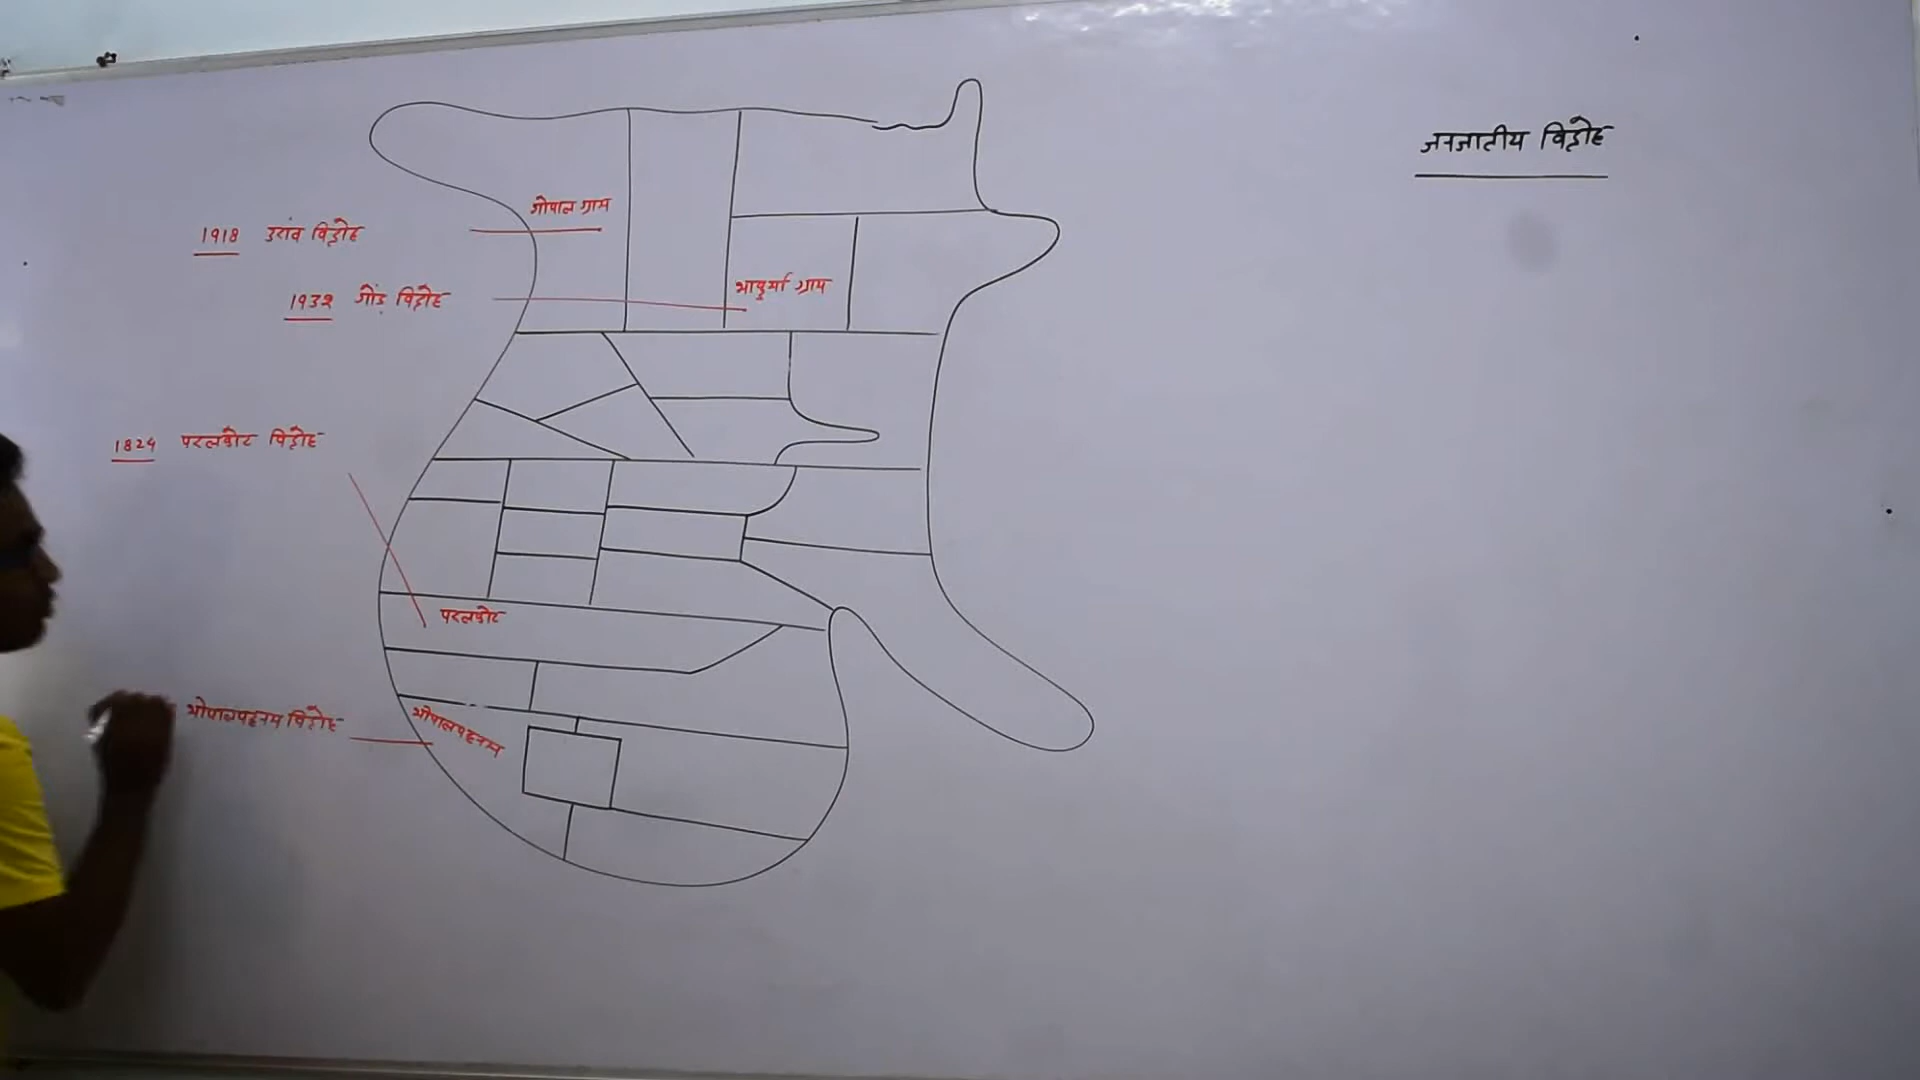 जनजातीय विद्रोह
गोपाल ग्राम
1918 उरांव विद्रोह
भापुर्मा ग्राम
1932 गोंड विद्रोह
1824 परलकोट विद्रोह
परलकोट
भोपालपट्टनम विद्रोह
भोपालपट्टनम